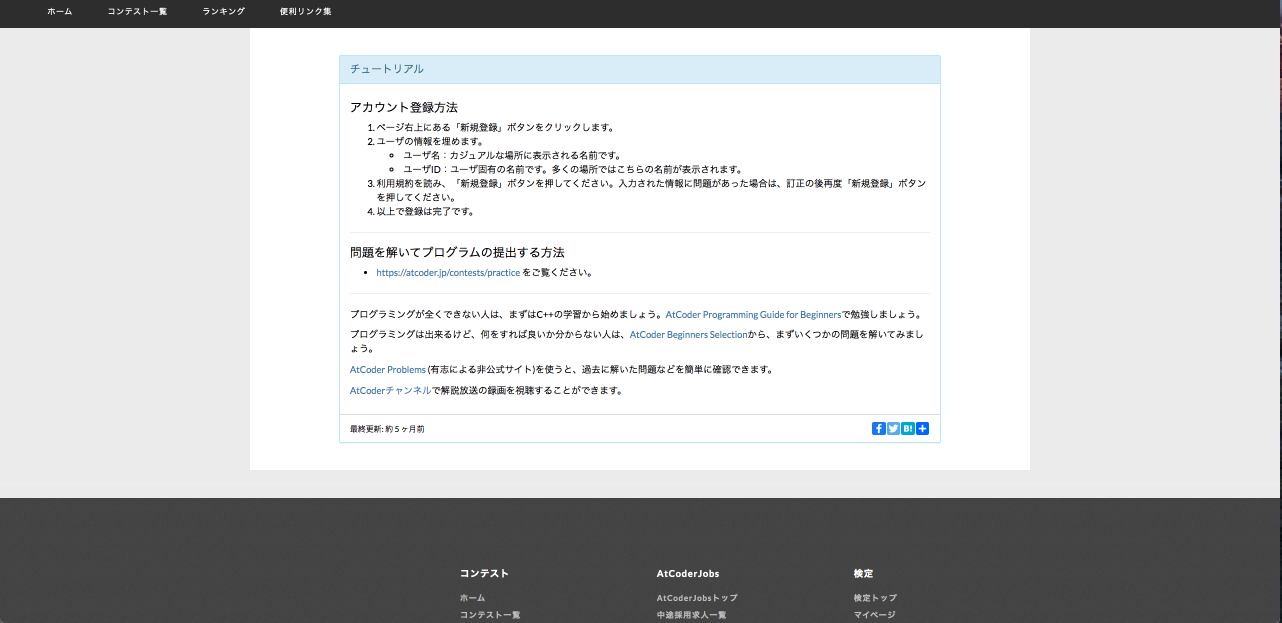 ホーム コンテスト一覧 ランキング 便利リンク集
チュートリアル
アカウント登録方法
1. ページ右上にある「新規登録」ボタンをクリックします。
2. ユーザの情報を埋めます。
ユーザ名：カジュアルな場所に表示される名前です。
ユーザID：ユーザ固有の名前です。多くの場所ではこちらの名前が表示されます。
3. 利用規約を読み、「新規登録」ボタンを押してください。入力された情報に問題があった場合は、訂正の後再度「新規登録」ボタン
を押してください。
4. 以上で登録は完了です。
問題を解いてプログラムの提出する方法
https://atcoder.jp/contests/practice をご覧ください。
プログラミングが全くできない人は、まずはC++の学習から始めましょう。AtCoder Programming Guide for Beginnersで勉強しましょう。
プログラミングは出来るけど、何をすれば良いか分からない人は、AtCoder Beginners Selectionから、まずいくつかの問題を解いてみまし
ょう。
AtCoder Problems (有志による非公式サイト)を使うと、過去に解いた問題などを簡単に確認できます。
AtCoderチャンネルで解説放送の録画を視聴することができます。
最終更新: 約５ヶ月前 B!
コンテスト AtCoderJobs 検定
ホーム AtCoderJobsトップ 検定トップ
コンテスト一覧 中途採用求人一覧 マイページ